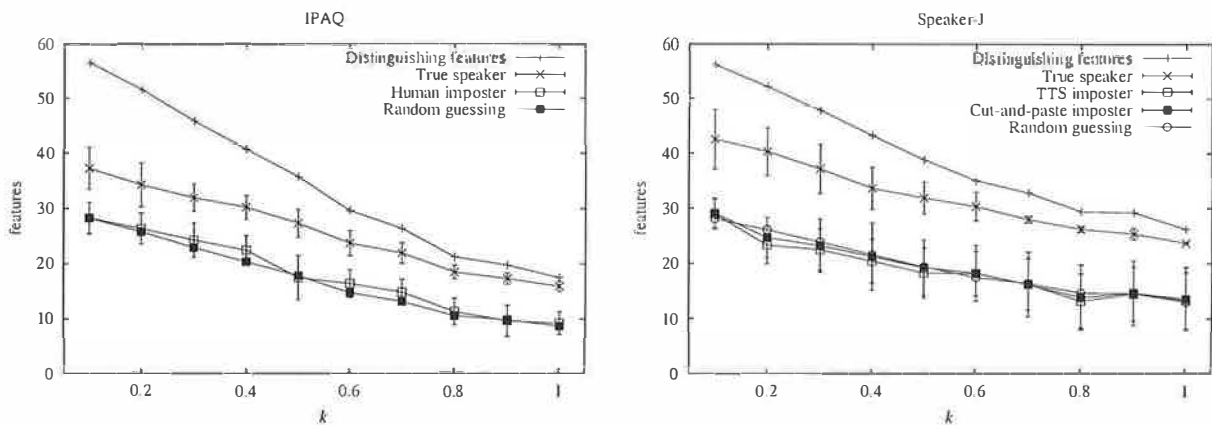 IPAQ
60
50
40
30
20
10
0
features
0.2
0.4
0.6
0.8
1
k
Distinguishing features
True speaker
Human imposter
Random guessing
Speaker-J
60
50
40
30
20
10
0
features
0.2
0.4
0.6
0.8
1
k
Distinguishing features
True speaker
TTS imposter
Cut-and-paste imposter
Random guessing